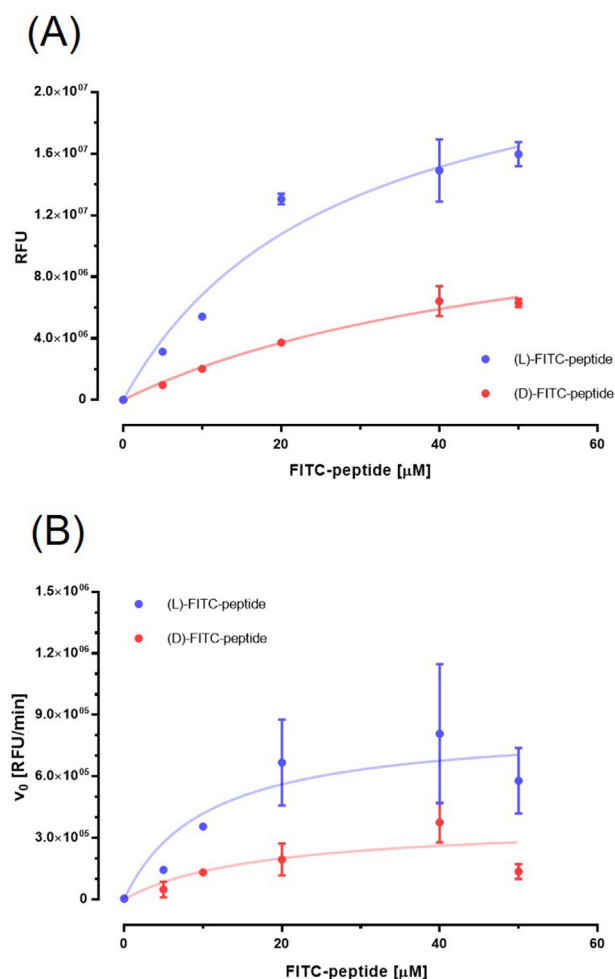 (A)
2.0×10⁰⁷
1.6×10⁰⁷
1.2×10⁰⁷
8.0×10⁰⁶
4.0×10⁰⁶
0
RFU
(L)-FITC-peptide
(D)-FITC-peptide
0 20 40 60
FITC-peptide [μM]
(B)
1.5×10⁰⁶
1.2×10⁰⁶
9.0×10⁰⁵
6.0×10⁰⁵
3.0×10⁰⁵
0
v₀ [RFU/min]
(L)-FITC-peptide
(D)-FITC-peptide
0 20 40 60
FITC-peptide [μM]